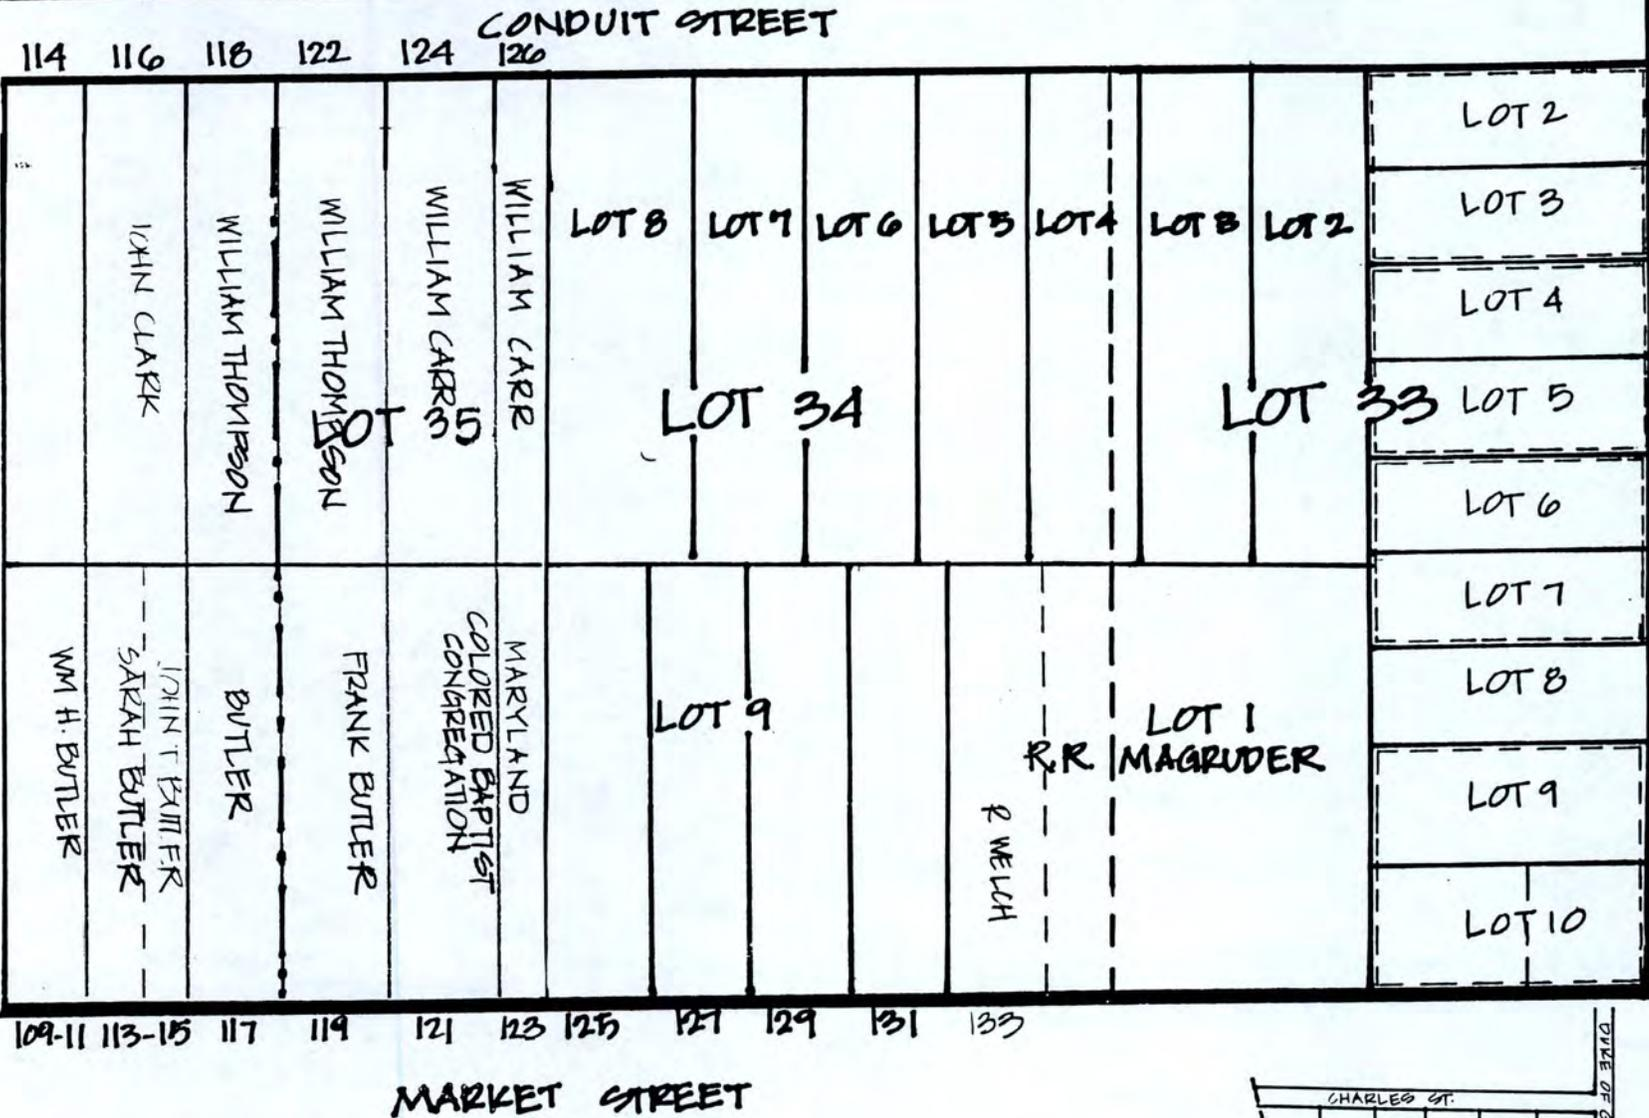 CONDUIT STREET
114 116 118 122 124 126
JOHN CLARK
WILLIAM THOMPSON
WILLIAM THOMPSON
WILLIAM CARR
WILLIAM CARR
LOT 35
LOT 8 LOT 7 LOT 6 LOT 5 LOT 4 LOT 3 LOT 2
LOT 34
LOT 33
LOT 2
LOT 3
LOT 4
LOT 5
LOT 6
LOT 7
LOT 8
LOT 9
LOT 10
WM H. BUTLER
SARAH BUTLER
JOHN T. BUTLER
BUTLER
FRANK BUTLER
MARYLAND
COLORED BAPTIST
CONGREGATION
LOT 9
R WELCH
R.R.
LOT 1
MAGRUDER
109-11 113-115 117 119 121 123 125 127 129 131 133
MARKET STREET
CHARLES ST.
DUKE OF